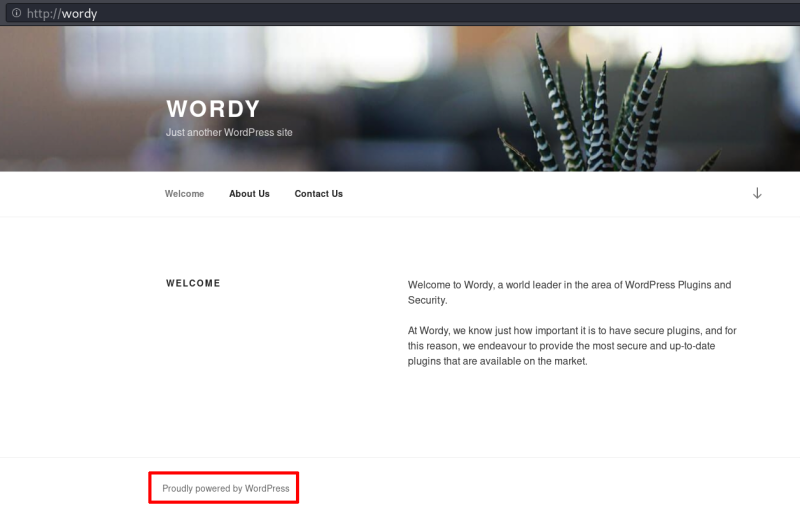 http://wordy
WORDY
Just another WordPress site
Welcome About Us Contact Us
WELCOME
Welcome to Wordy, a world leader in the area of WordPress Plugins and
Security.
At Wordy, we know just how important it is to have secure plugins, and for
this reason, we endeavour to provide the most secure and up-to-date
plugins that are available on the market.
Proudly powered by WordPress